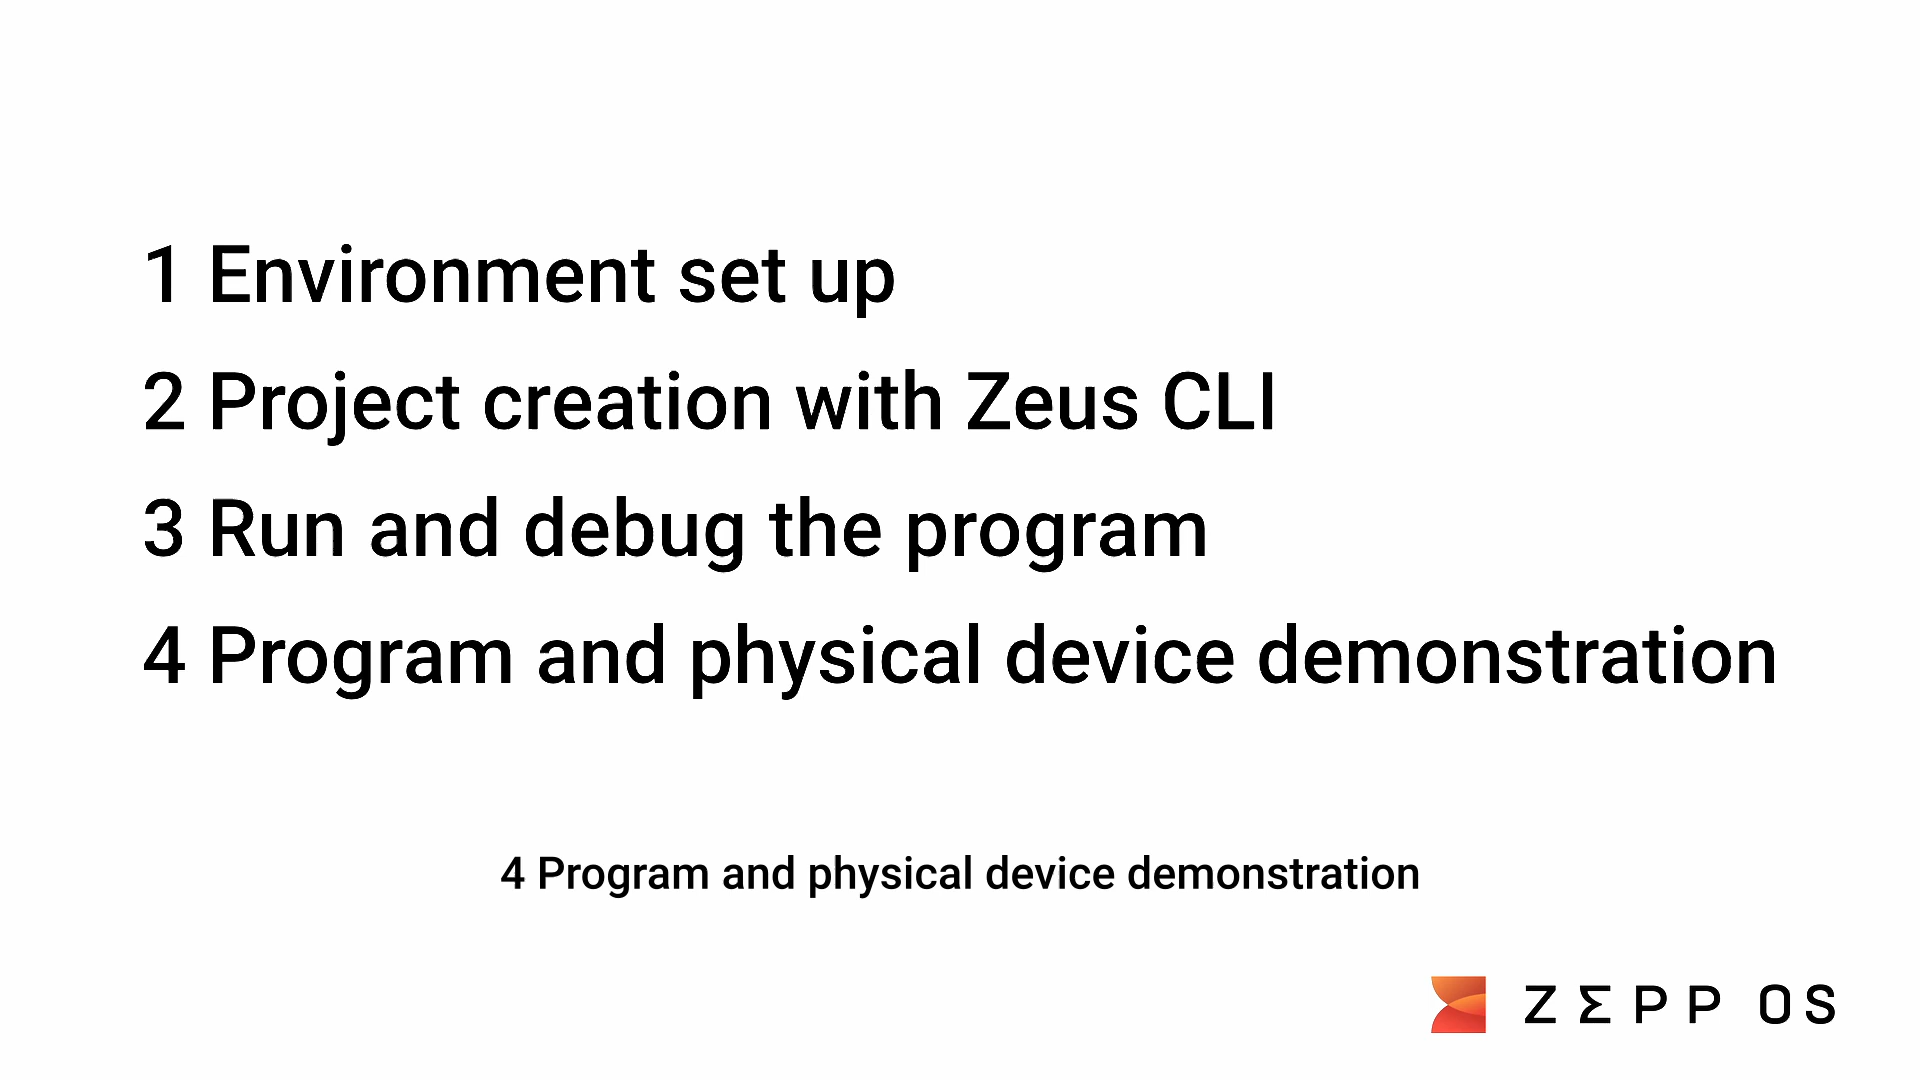 1 Environment set up
2 Project creation with Zeus CLI
3 Run and debug the program
4 Program and physical device demonstration
4 Program and physical device demonstration
ZΣPP OS